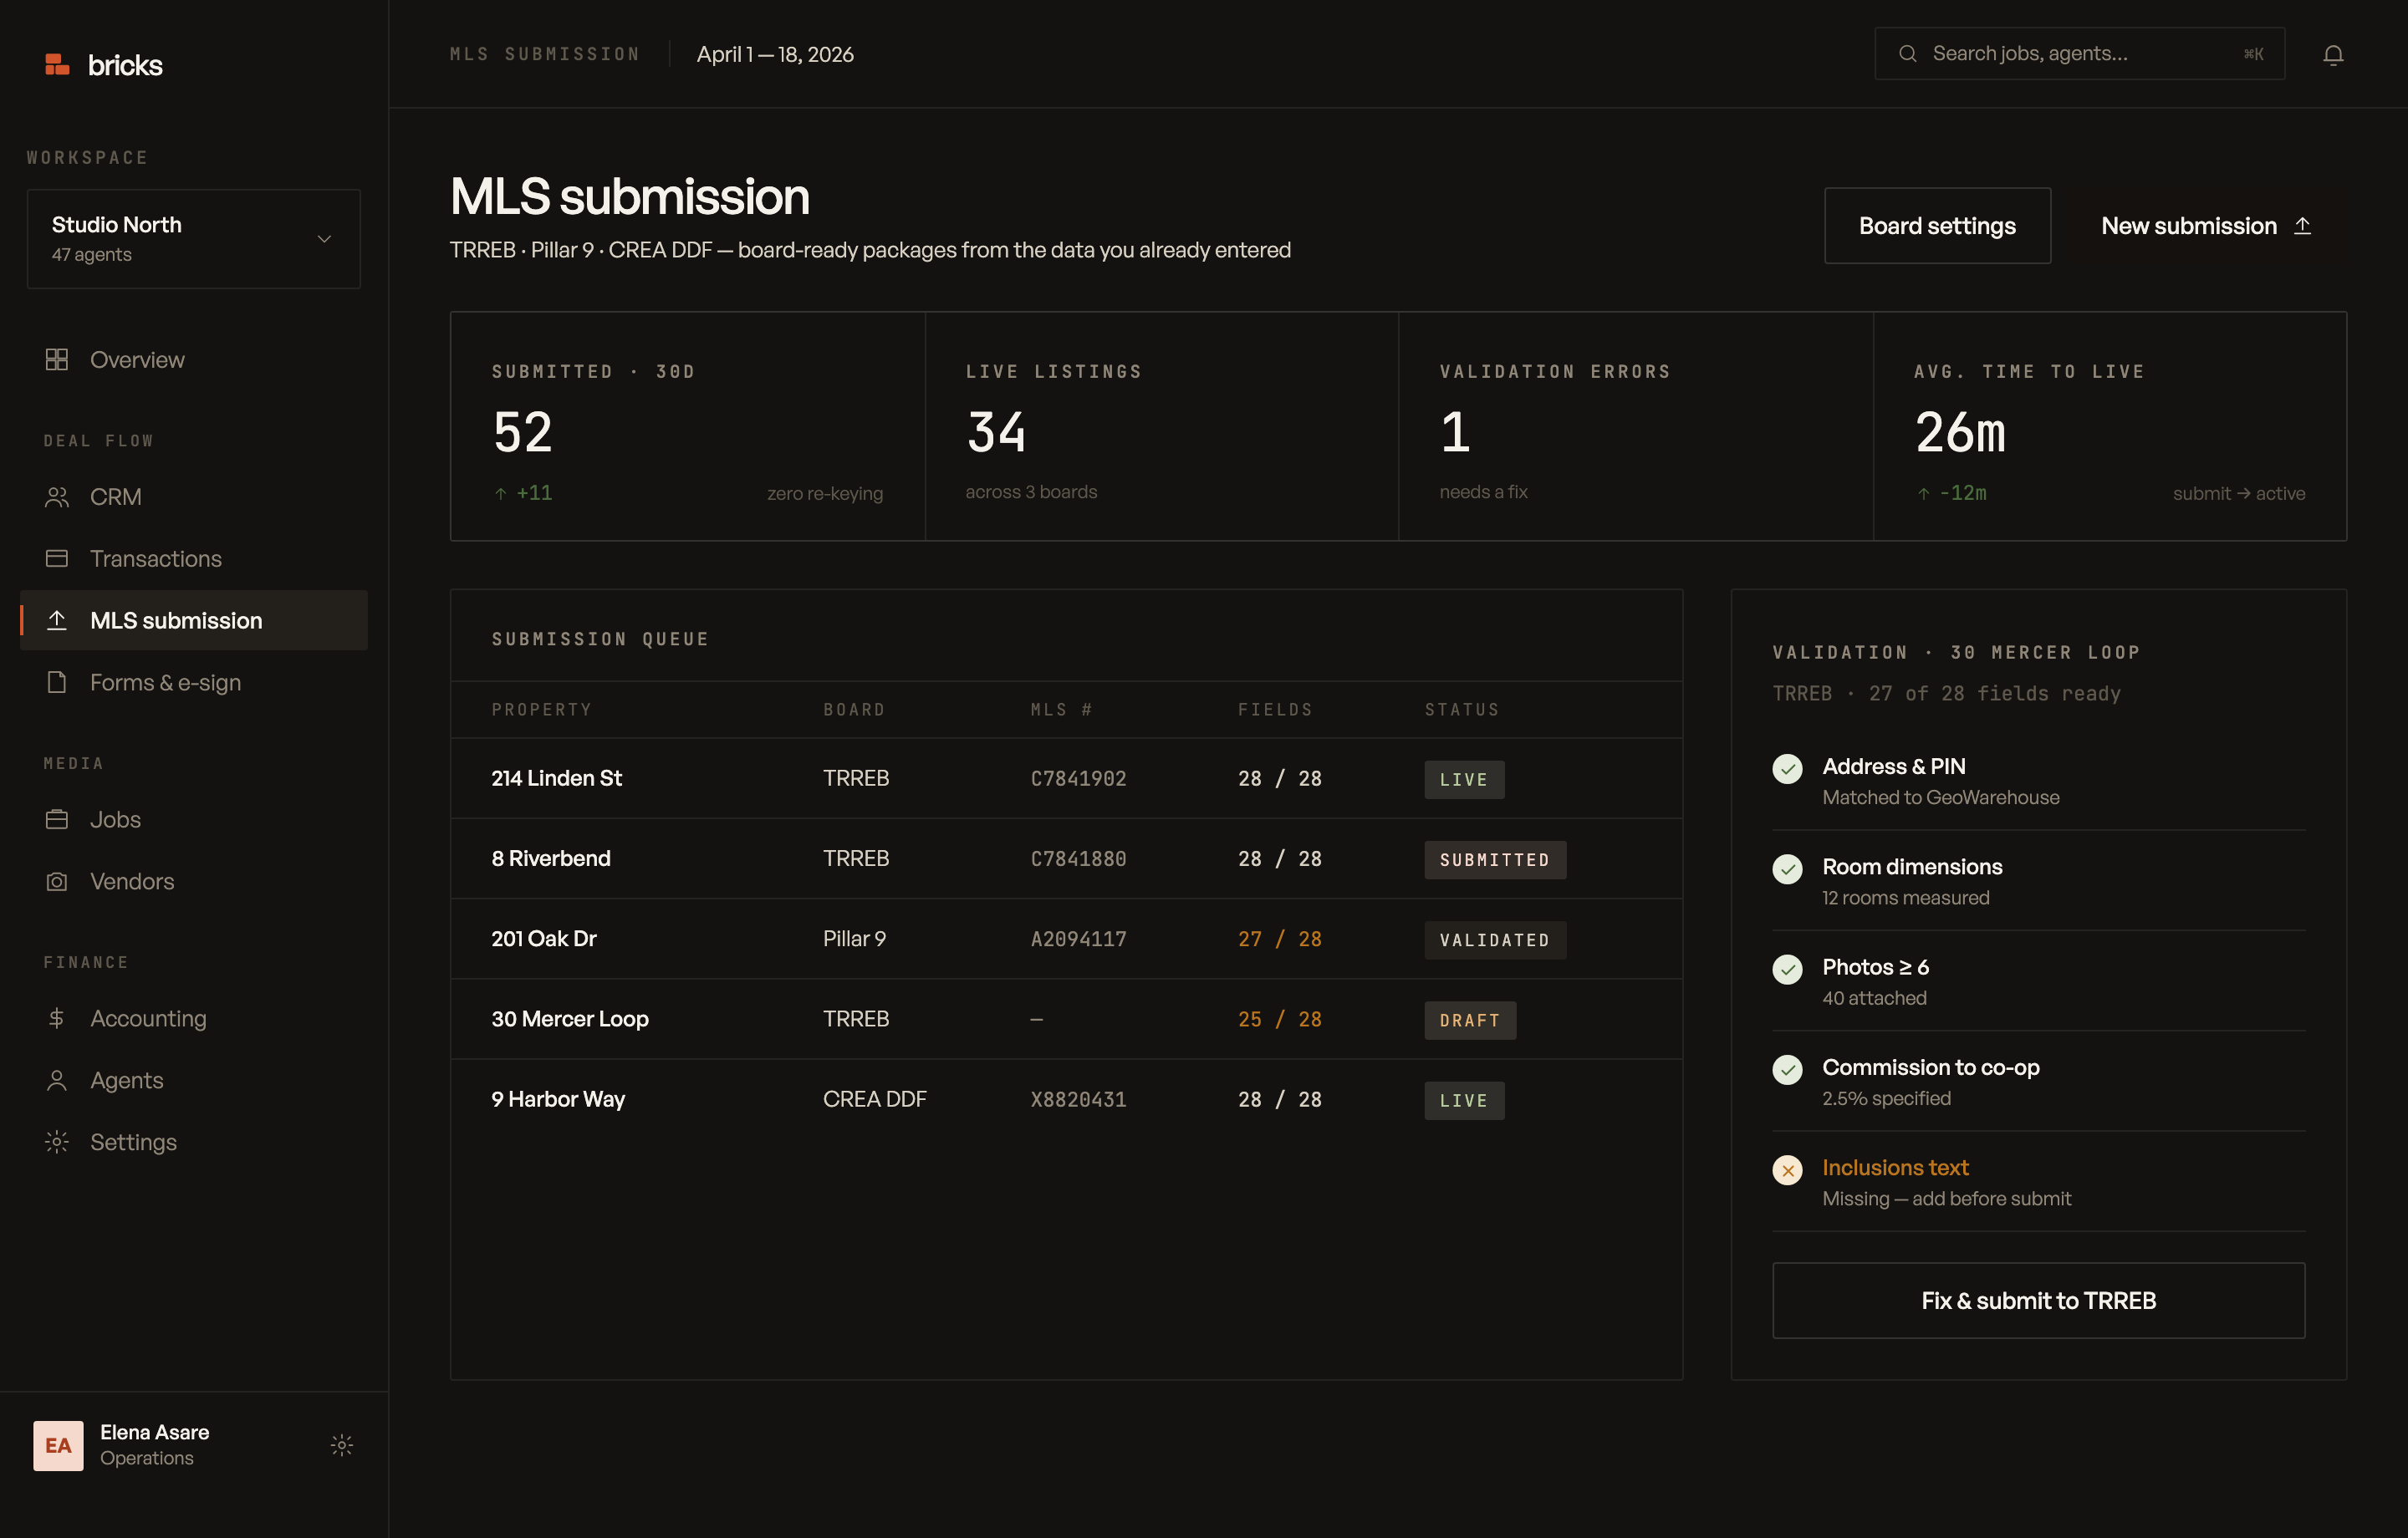 bricks
WORKSPACE
Studio North
47 agents
Overview
DEAL FLOW
CRM
Transactions
MLS submission
Forms & e-sign
MEDIA
Jobs
Vendors
FINANCE
Accounting
Agents
Settings
EA
Elena Asare
Operations
MLS SUBMISSION
April 1 — 18, 2026
Search jobs, agents... ⌘K
MLS submission
TRREB · Pillar 9 · CREA DDF — board-ready packages from the data you already entered
Board settings
New submission
SUBMITTED · 30D
52
↑ +11 zero re-keying
LIVE LISTINGS
34
across 3 boards
VALIDATION ERRORS
1
needs a fix
AVG. TIME TO LIVE
26m
↑ -12m submit → active
SUBMISSION QUEUE
PROPERTY BOARD MLS # FIELDS STATUS
214 Linden St TRREB C7841902 28 / 28 LIVE
8 Riverbend TRREB C7841880 28 / 28 SUBMITTED
201 Oak Dr Pillar 9 A2094117 27 / 28 VALIDATED
30 Mercer Loop TRREB — 25 / 28 DRAFT
9 Harbor Way CREA DDF X8820431 28 / 28 LIVE
VALIDATION · 30 MERCER LOOP
TRREB · 27 of 28 fields ready
Address & PIN
Matched to GeoWarehouse
Room dimensions
12 rooms measured
Photos ≥ 6
40 attached
Commission to co-op
2.5% specified
Inclusions text
Missing — add before submit
Fix & submit to TRREB